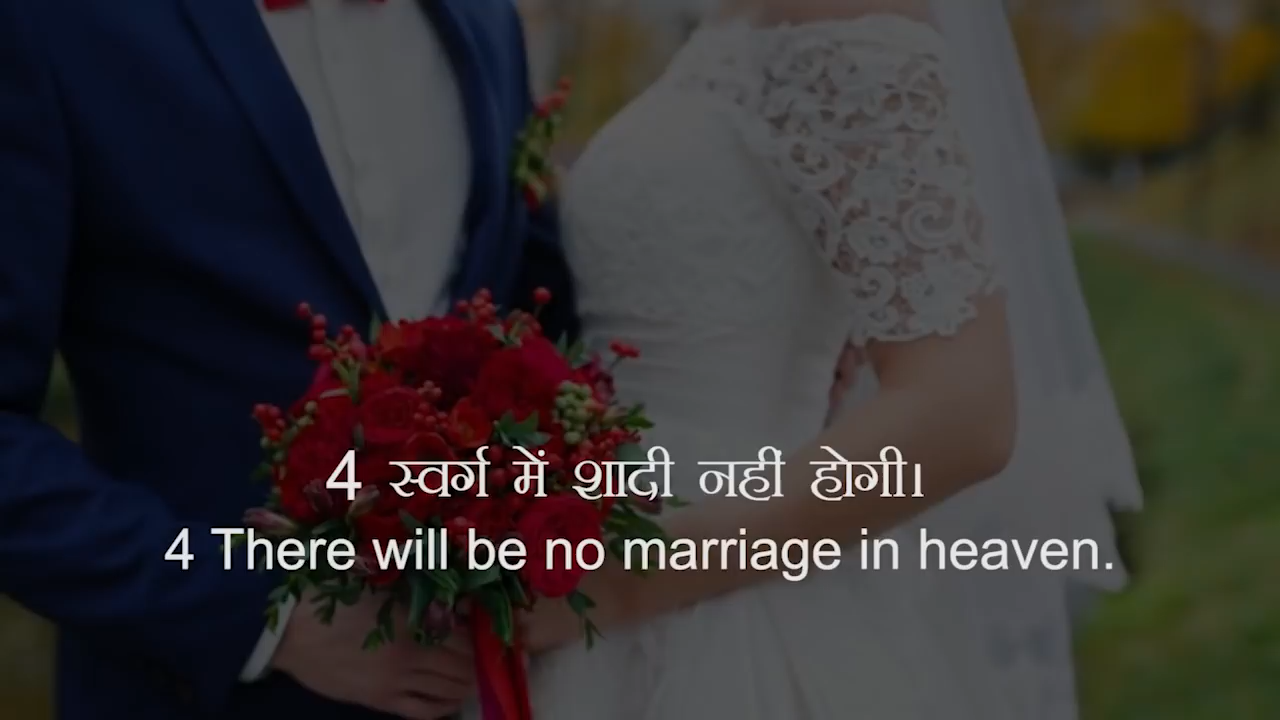 4 स्वर्ग में शादी नहीं होगी।
4 There will be no marriage in heaven.